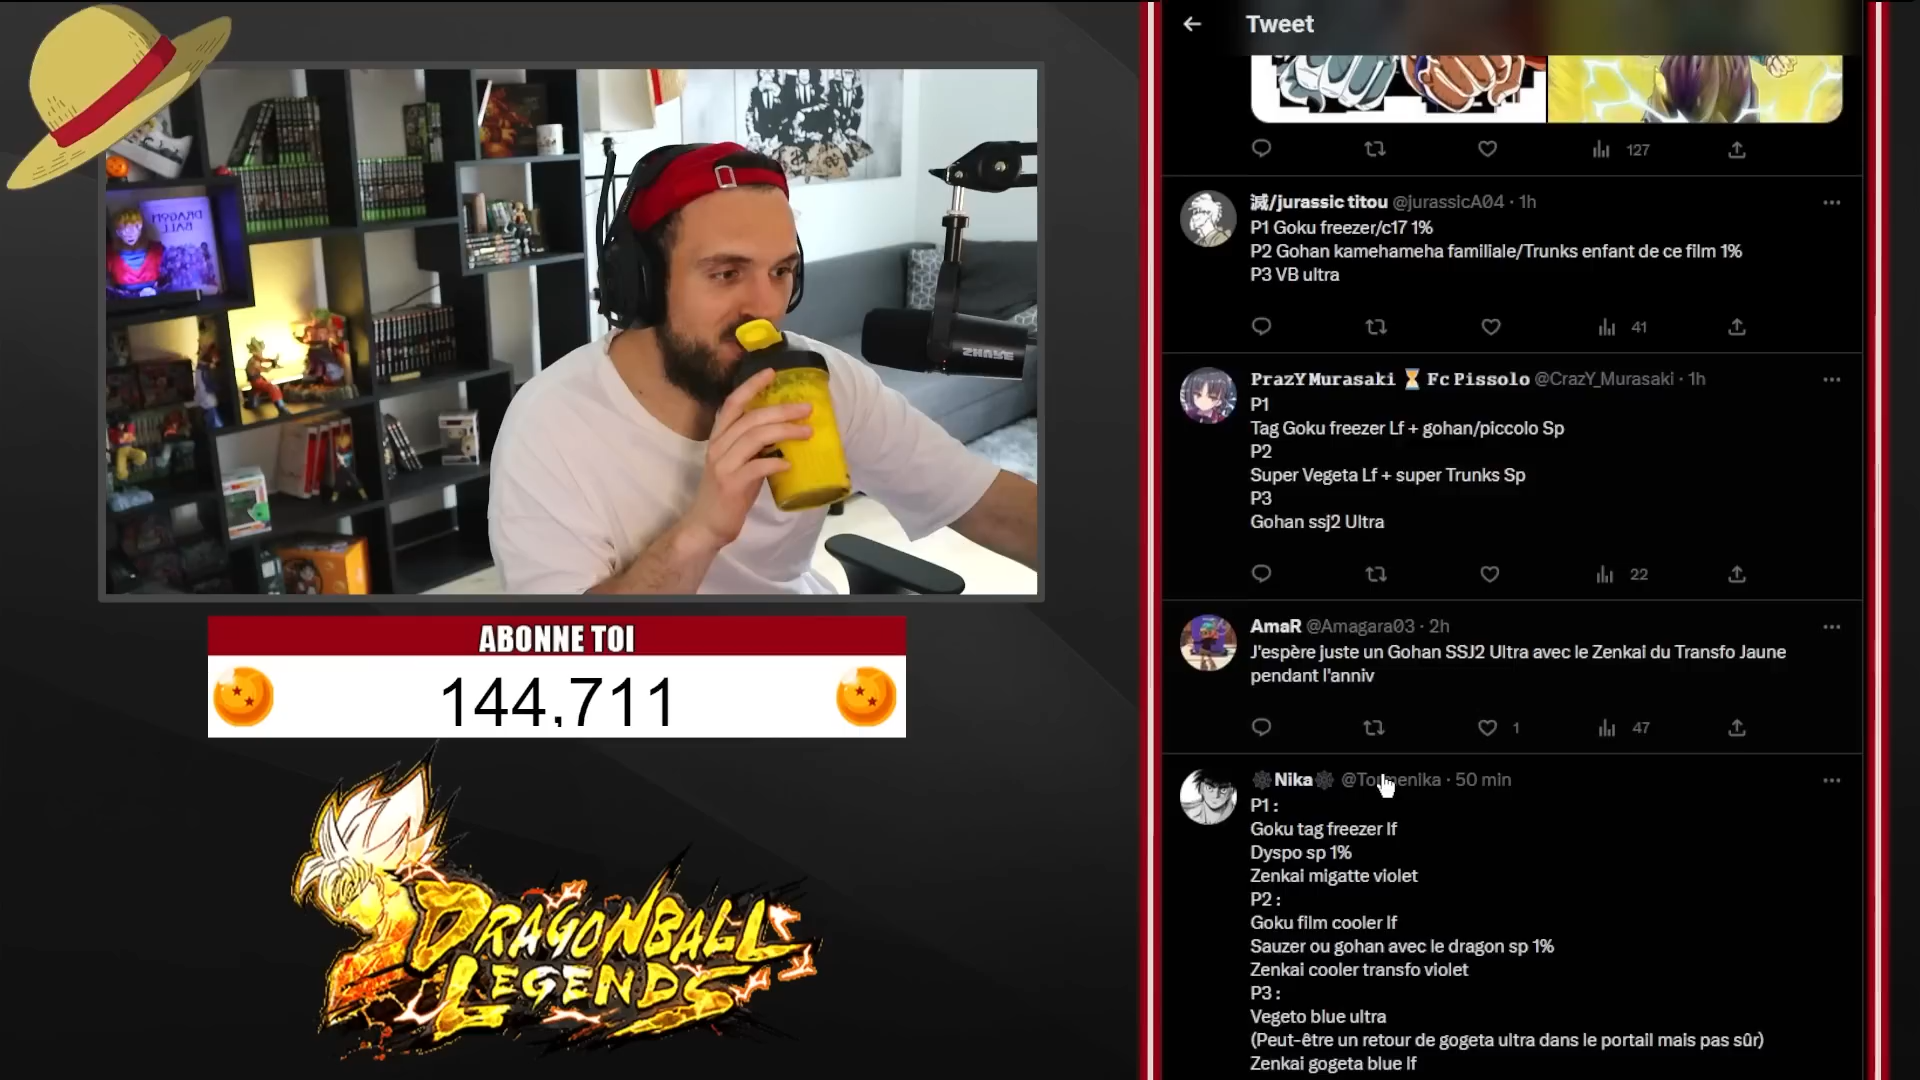 Tweet
127
滅/jurassic titou @jurassicA04 · 1h
P1 Goku freezer/c17 1%
P2 Gohan kamehameha familiale/Trunks enfant de ce film 1%
P3 VB ultra
41
PrazY Murasaki ⏳ Fc Pissolo @CrazY_Murasaki · 1h
P1
Tag Goku freezer Lf + gohan/piccolo Sp
P2
Super Vegeta Lf + super Trunks Sp
P3
Gohan ssj2 Ultra
22
AmaR @Amagara03 · 2h
J'espère juste un Gohan SSJ2 Ultra avec le Zenkai du Transfo Jaune
pendant l'anniv
1 47
Nika · 50 min
P1 :
Goku tag freezer lf
Dyspo sp 1%
Zenkai migatte violet
P2 :
Goku film cooler lf
Sauzer ou gohan avec le dragon sp 1%
Zenkai cooler transfo violet
P3 :
Vegeto blue ultra
(Peut-être un retour de gogeta ultra dans le portail mais pas sûr)
Zenkai gogeta blue lf
DRAGON
BALL
SHURE
ABONNE TOI
144,711
DRAGONBALL
LEGENDS